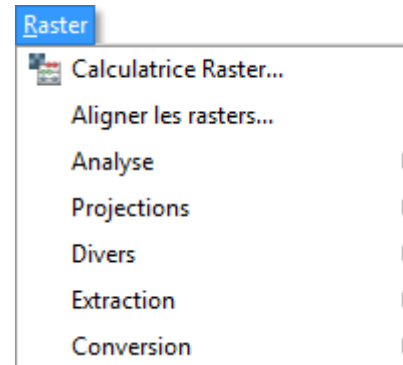 Raster
Calculatrice Raster...
Aligner les rasters...
Analyse
Projections
Divers
Extraction
Conversion